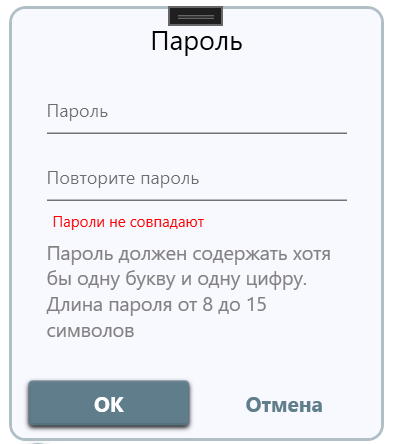 Пароль
Пароль
Повторите пароль
Пароли не совпадают
Пароль должен содержать хотя
бы одну букву и одну цифру.
Длина пароля от 8 до 15
символов
ОК Отмена